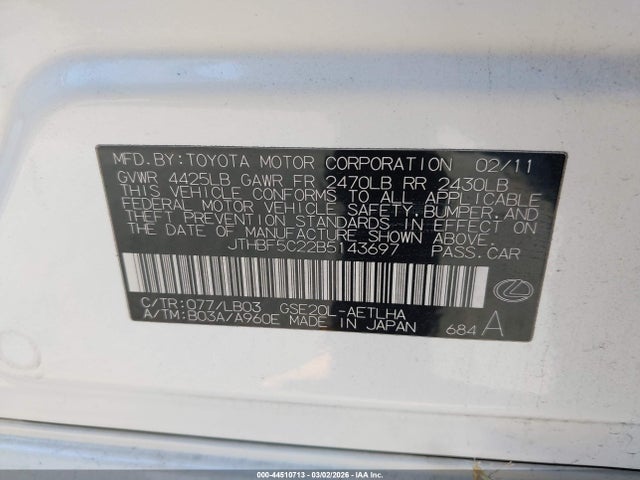 MFD. BY: TOYOTA MOTOR CORPORATION 02/11
GVWR 4425LB GAWR FR 2470LB RR 2430LB
THIS VEHICLE CONFORMS TO ALL APPLICABLE
FEDERAL MOTOR VEHICLE SAFETY, BUMPER, AND
THEFT PREVENTION STANDARDS IN EFFECT ON
THE DATE OF MANUFACTURE SHOWN ABOVE.
JTHBF5C22B5143697 PASS.CAR
C/TR:077/LB03 GSE20L-AETLHA
A/TM:B03A/A960E MADE IN JAPAN 684 A
000-44510713 - 03/02/2026 - IAAI, Inc.